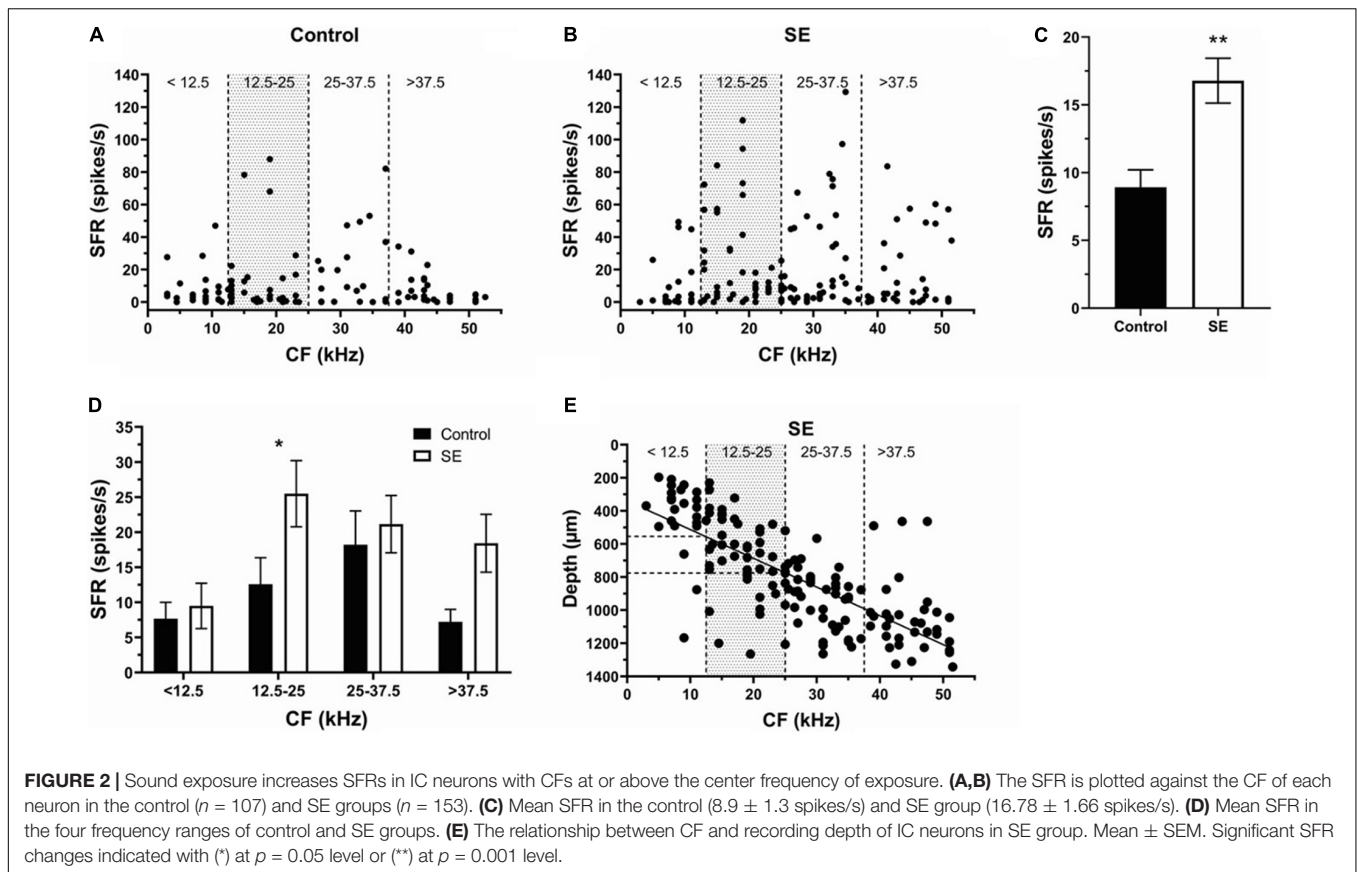 A
Control
< 12.5 12.5-25 25-37.5 >37.5
140
120
100
80
60
40
20
0
SFR (spikes/s)
0 10 20 30 40 50
CF (kHz)
B
SE
< 12.5 12.5-25 25-37.5 >37.5
140
120
100
80
60
40
20
0
SFR (spikes/s)
0 10 20 30 40 50
CF (kHz)
C
**
20
15
10
5
0
SFR (spikes/s)
Control SE
D
35
30
25
20
15
10
5
0
SFR (spikes/s)
*
Control
SE
<12.5 12.5-25 25-37.5 >37.5
CF (kHz)
E
SE
< 12.5 12.5-25 25-37.5 >37.5
0
200
400
600
800
1000
1200
1400
Depth (µm)
0 10 20 30 40 50
CF (kHz)
FIGURE 2 | Sound exposure increases SFRs in IC neurons with CFs at or above the center frequency of exposure. (A,B) The SFR is plotted against the CF of each
neuron in the control (n = 107) and SE groups (n = 153). (C) Mean SFR in the control (8.9 ± 1.3 spikes/s) and SE group (16.78 ± 1.66 spikes/s). (D) Mean SFR in
the four frequency ranges of control and SE groups. (E) The relationship between CF and recording depth of IC neurons in SE group. Mean ± SEM. Significant SFR
changes indicated with (*) at p = 0.05 level or (**) at p = 0.001 level.